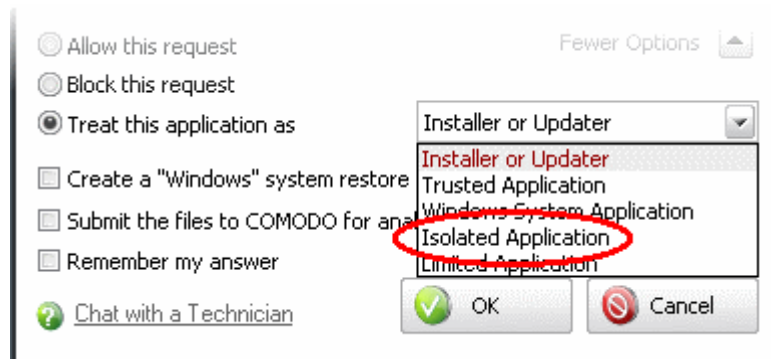 Allow this request
Fewer Options
Block this request
Treat this application as
Installer or Updater
Installer or Updater
Create a "Windows" system restore
Trusted Application
Windows System Application
Submit the files to COMODO for ana
Isolated Application
Remember my answer
Limited Application
Chat with a Technician
OK
Cancel